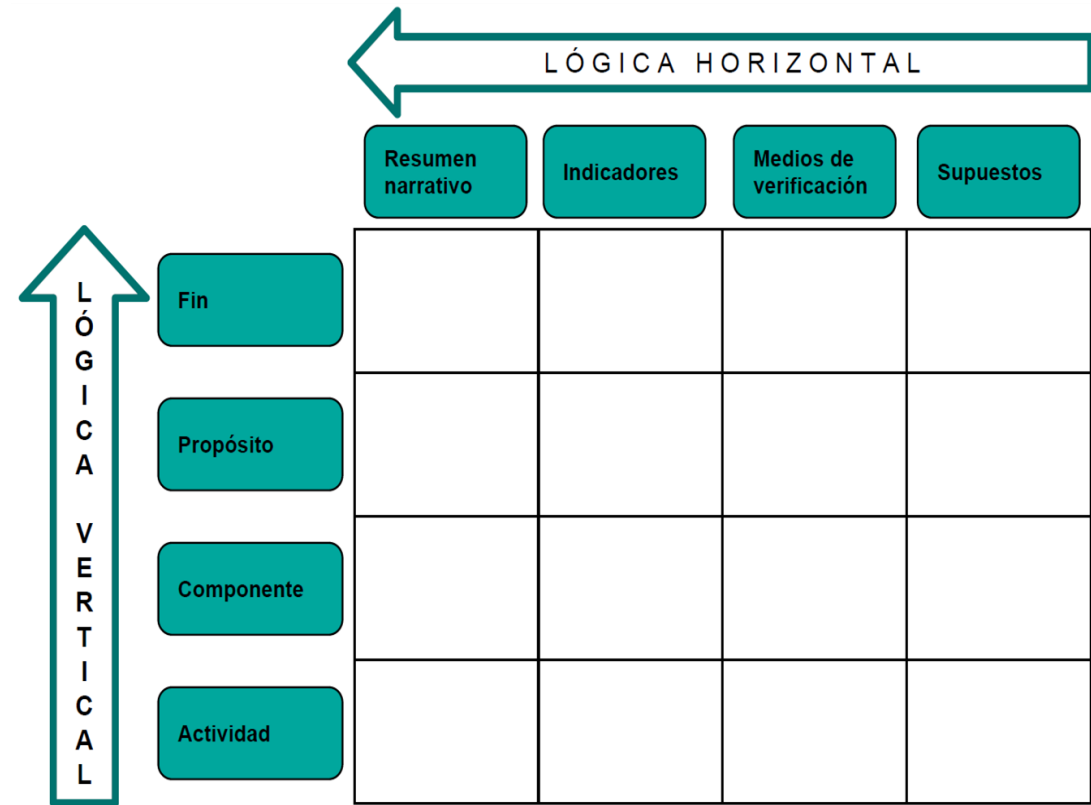 LÓGICA HORIZONTAL
Resumen
narrativo
Indicadores
Medios de
verificación
Supuestos
LÓGICA VERTICAL
Fin
Propósito
Componente
Actividad